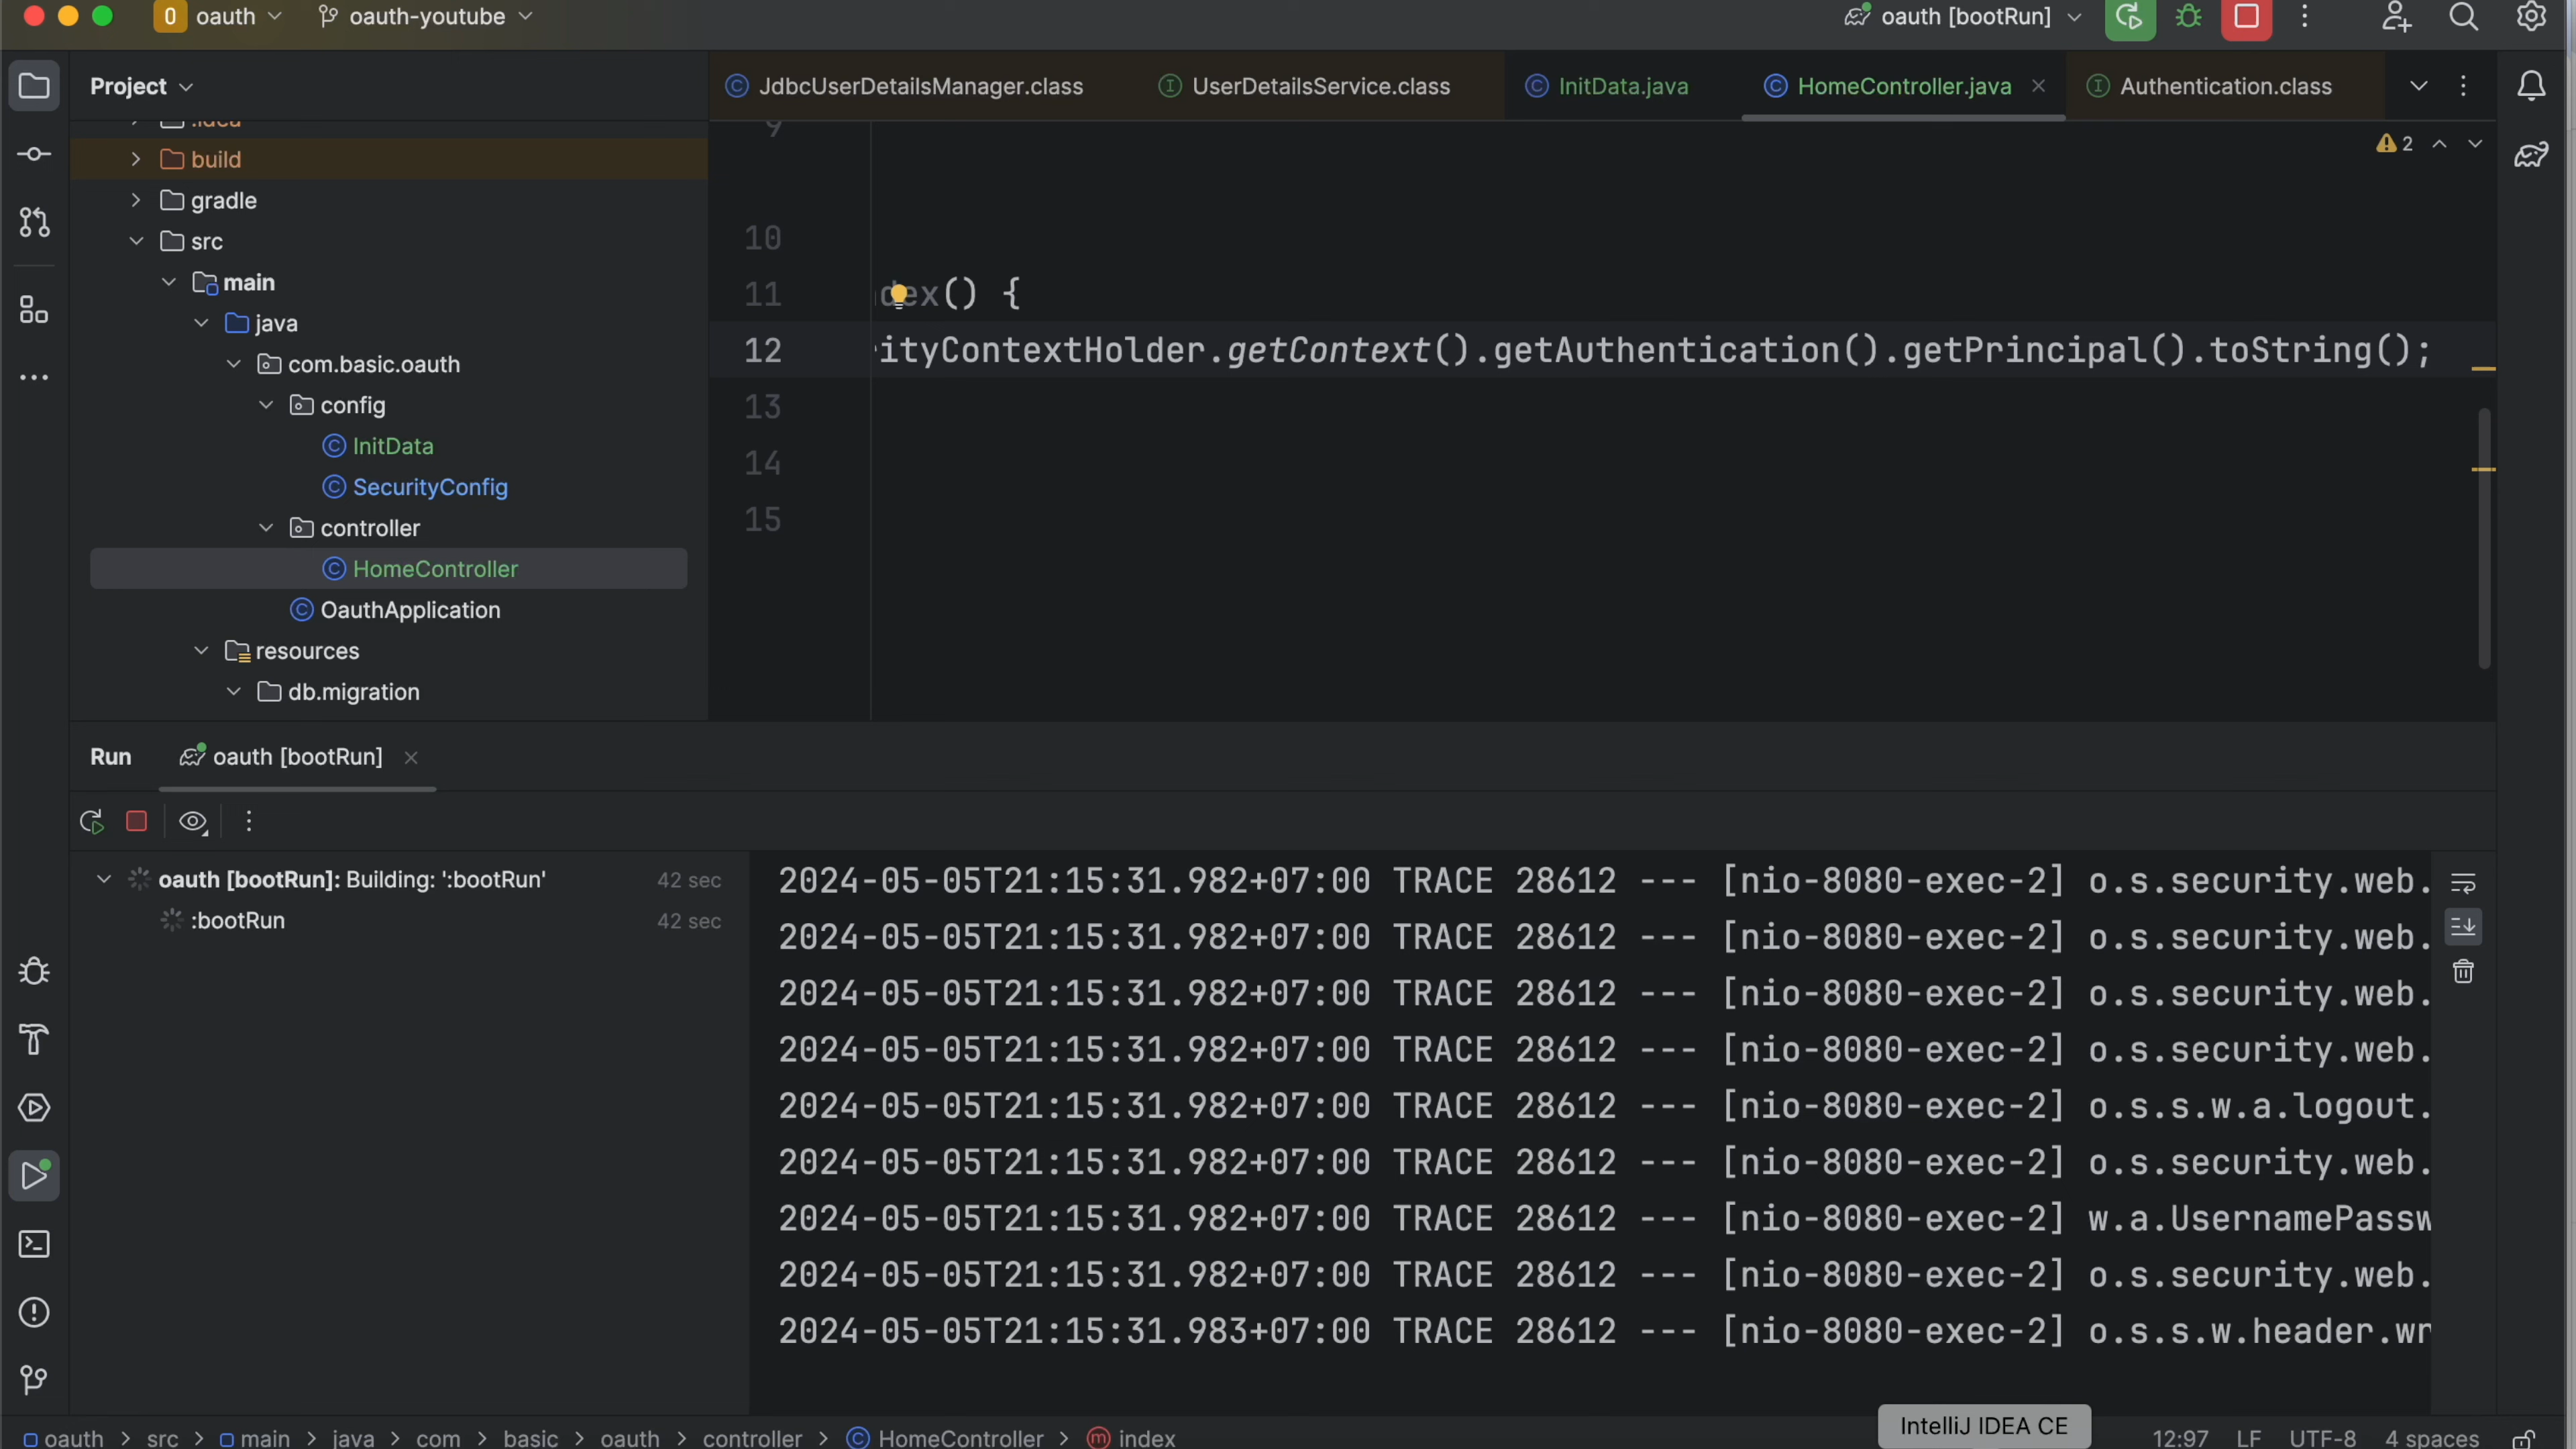 O oauth oauth-youtube oauth [bootRun]
Project
JdbcUserDetailsManager.class UserDetailsService.class InitData.java HomeController.java Authentication.class
.idea
build
gradle
src
main
java
com.basic.oauth
config
InitData
SecurityConfig
controller
HomeController
OauthApplication
resources
db.migration
2
9
10
11 dex() {
12 ityContextHolder.getContext().getAuthentication().getPrincipal().toString();
13
14
15
Run oauth [bootRun]
oauth [bootRun]: Building: ':bootRun' 42 sec
:bootRun 42 sec
2024-05-05T21:15:31.982+07:00 TRACE 28612 --- [nio-8080-exec-2] o.s.security.web.
2024-05-05T21:15:31.982+07:00 TRACE 28612 --- [nio-8080-exec-2] o.s.security.web.
2024-05-05T21:15:31.982+07:00 TRACE 28612 --- [nio-8080-exec-2] o.s.security.web.
2024-05-05T21:15:31.982+07:00 TRACE 28612 --- [nio-8080-exec-2] o.s.security.web.
2024-05-05T21:15:31.982+07:00 TRACE 28612 --- [nio-8080-exec-2] o.s.s.w.a.logout.
2024-05-05T21:15:31.982+07:00 TRACE 28612 --- [nio-8080-exec-2] o.s.security.web.
2024-05-05T21:15:31.982+07:00 TRACE 28612 --- [nio-8080-exec-2] w.a.UsernamePassw
2024-05-05T21:15:31.982+07:00 TRACE 28612 --- [nio-8080-exec-2] o.s.security.web.
2024-05-05T21:15:31.983+07:00 TRACE 28612 --- [nio-8080-exec-2] o.s.s.w.header.wr
IntelliJ IDEA CE
oauth > src > main > java > com > basic > oauth > controller > HomeController > index 12:97 LF UTF-8 4 spaces